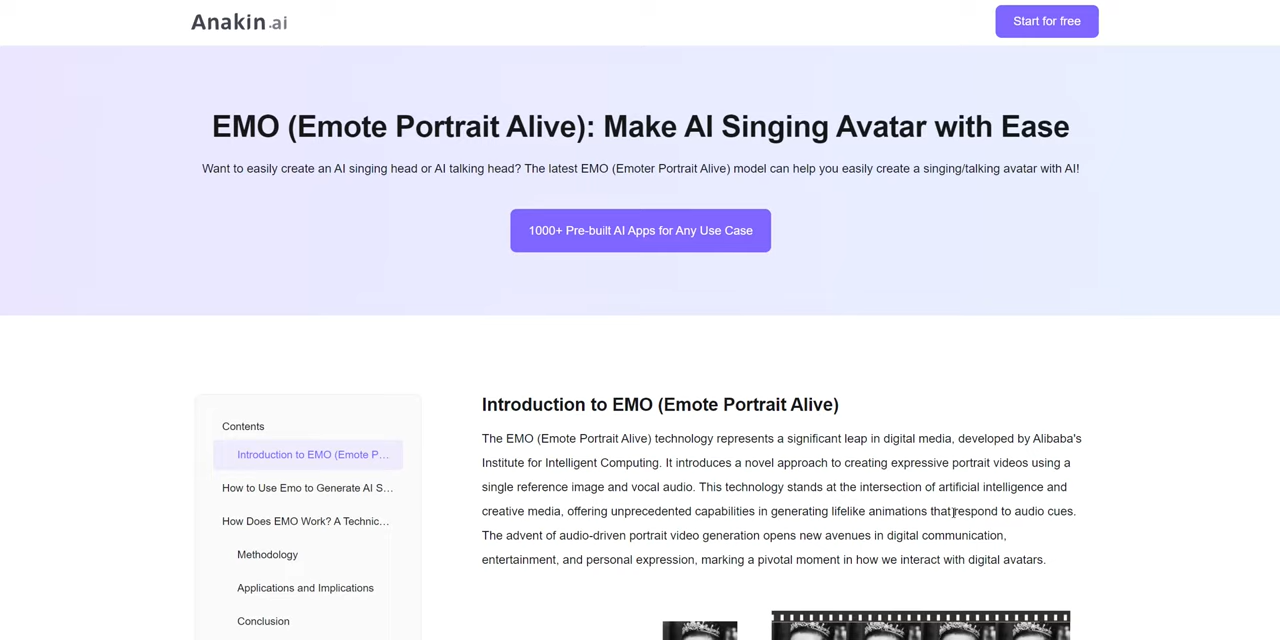 Anakin.ai
Start for free
EMO (Emote Portrait Alive): Make AI Singing Avatar with Ease
Want to easily create an AI singing head or AI talking head? The latest EMO (Emoter Portrait Alive) model can help you easily create a singing/talking avatar with AI!
1000+ Pre-built AI Apps for Any Use Case
Contents
Introduction to EMO (Emote P...
How to Use Emo to Generate AI S...
How Does EMO Work? A Technic...
Methodology
Applications and Implications
Conclusion
Introduction to EMO (Emote Portrait Alive)
The EMO (Emote Portrait Alive) technology represents a significant leap in digital media, developed by Alibaba's
Institute for Intelligent Computing. It introduces a novel approach to creating expressive portrait videos using a
single reference image and vocal audio. This technology stands at the intersection of artificial intelligence and
creative media, offering unprecedented capabilities in generating lifelike animations that respond to audio cues.
The advent of audio-driven portrait video generation opens new avenues in digital communication,
entertainment, and personal expression, marking a pivotal moment in how we interact with digital avatars.